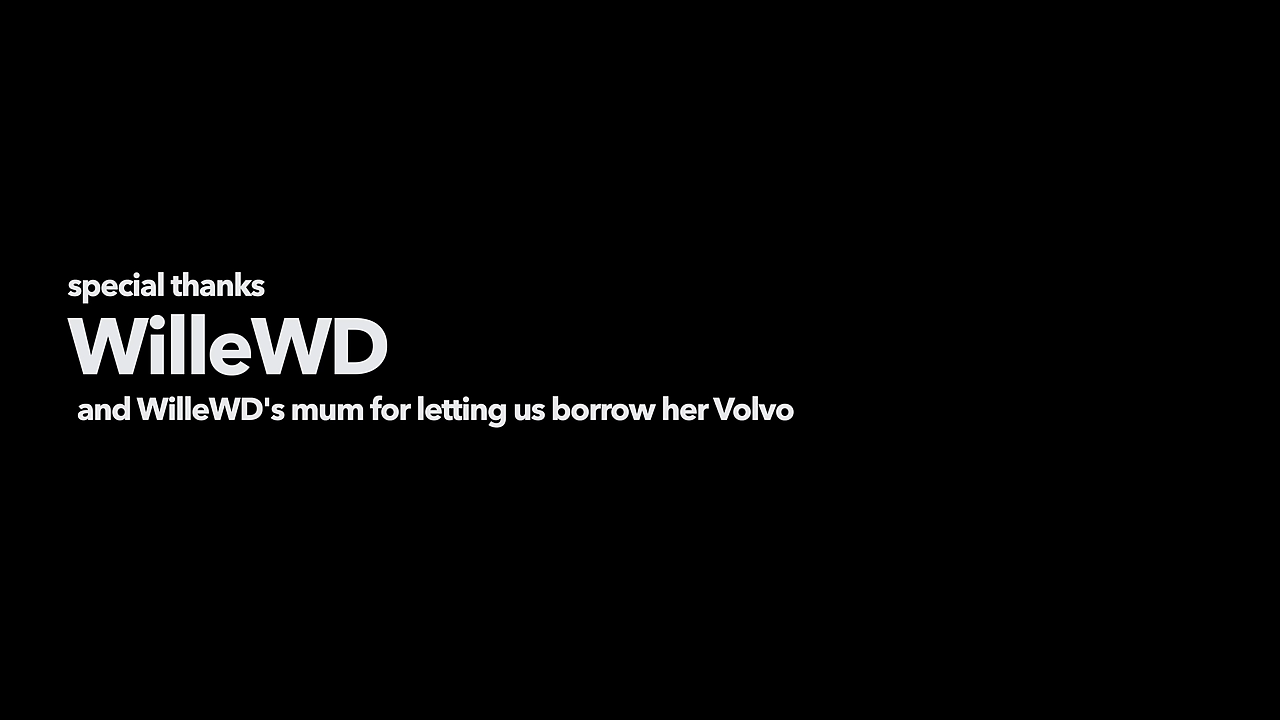 special thanks
WilleWD
and WilleWD's mum for letting us borrow her Volvo